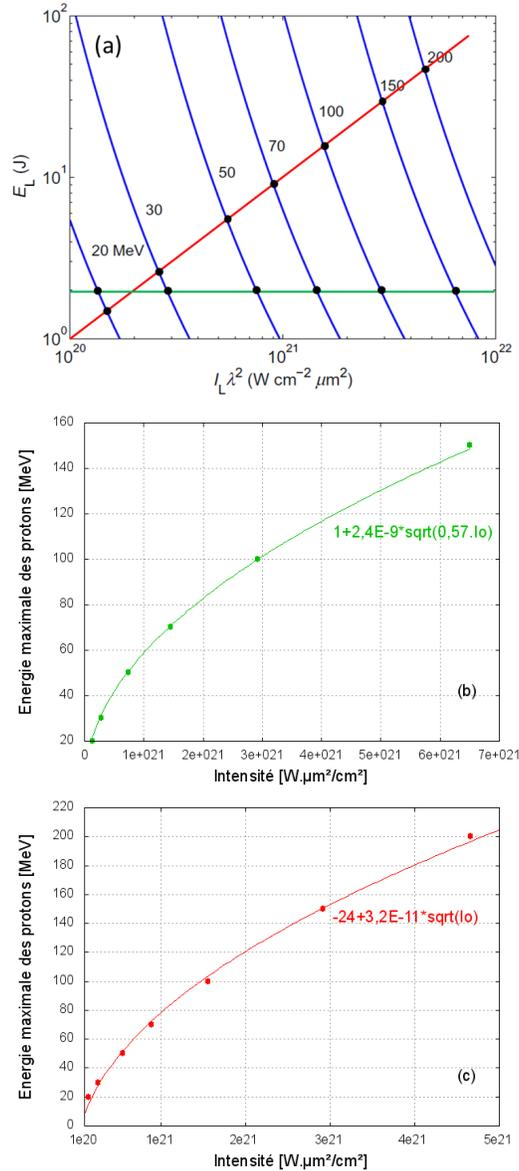 (a)
10²
200
150
100
70
50
30
20 MeV
10¹
10⁰
E_L (J)
10²⁰
10²¹
10²²
I_L λ² (W cm⁻² μm²)
160
140
120
100
80
60
40
20
Energie maximale des protons [MeV]
1+2,4E-9*sqrt(0,57.Io)
(b)
0 1e+021 2e+021 3e+021 4e+021 5e+021 6e+021 7e+021
Intensité [W.µm²/cm²]
220
200
180
160
140
120
100
80
60
40
20
0
Energie maximale des protons [MeV]
-24+3,2E-11*sqrt(Io)
(c)
1e20 1e21 2e21 3e21 4e21 5e21
Intensité [W.µm²/cm²]